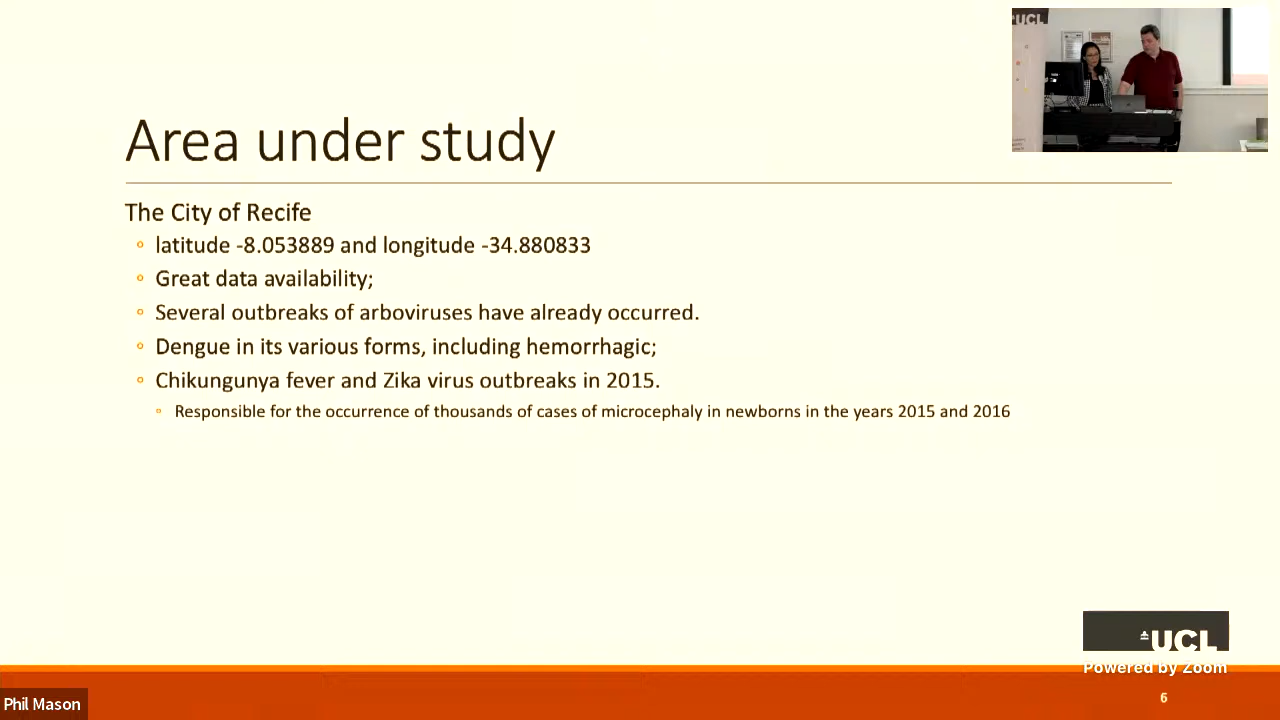 UCL
Area under study
The City of Recife
latitude -8.053889 and longitude -34.880833
Great data availability;
Several outbreaks of arboviruses have already occurred.
Dengue in its various forms, including hemorrhagic;
Chikungunya fever and Zika virus outbreaks in 2015.
Responsible for the occurrence of thousands of cases of microcephaly in newborns in the years 2015 and 2016
UCL
Powered by Zoom
6
Phil Mason